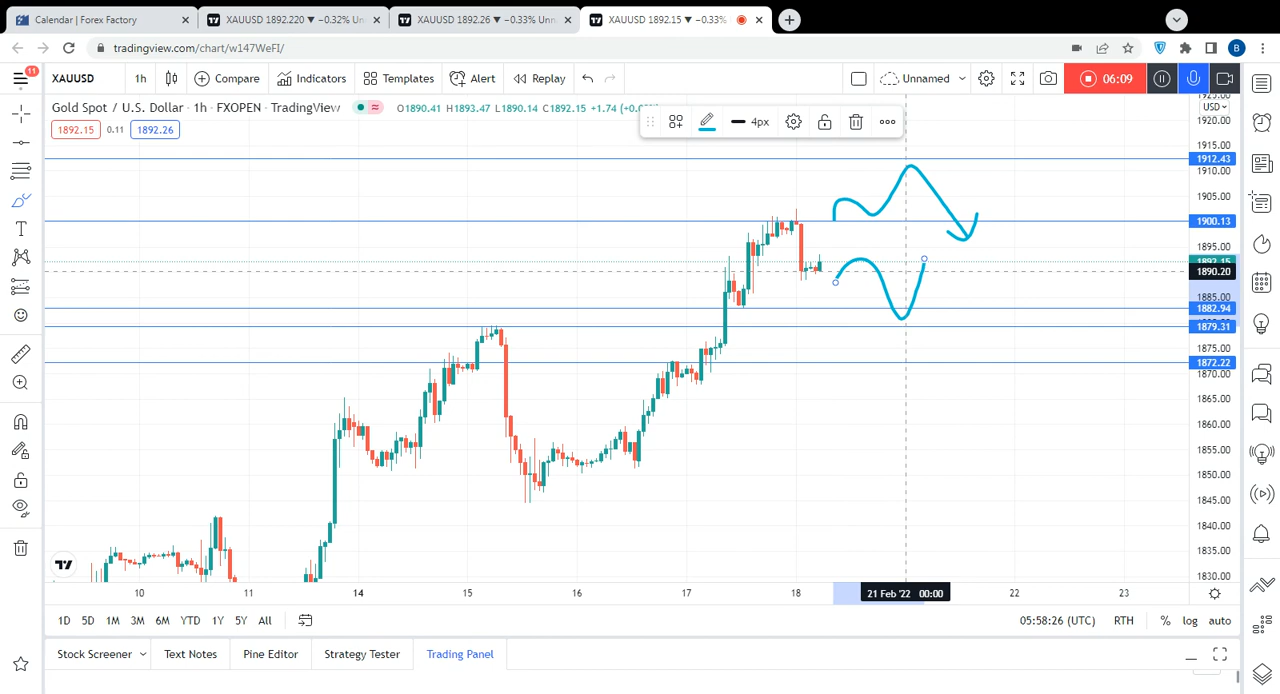 Calendar | Forex Factory
XAUUSD 1892.220 ▼ −0.32% Un
XAUUSD 1892.26 ▼ −0.33% Unn
XAUUSD 1892.15 ▼ −0.33%
tradingview.com/chart/w147WeFI/
B
11
XAUUSD
1h
Compare
Indicators
Templates
Alert
Replay
Unnamed
06:09
Gold Spot / U.S. Dollar · 1h · FXOPEN · TradingView
O1890.41 H1893.47 L1890.14 C1892.15 +1.74
1892.15
0.11
1892.26
4px
USD
1920.00
1915.00
1912.43
1910.00
1905.00
1900.13
1895.00
1892.15
1890.20
1885.00
1882.94
1879.31
1875.00
1872.22
1870.00
1865.00
1860.00
1855.00
1850.00
1845.00
1840.00
1835.00
1830.00
10
11
14
15
16
17
18
21 Feb '22 00:00
22
23
1D
5D
1M
3M
6M
YTD
1Y
5Y
All
05:58:26 (UTC)
RTH
%
log
auto
Stock Screener
Text Notes
Pine Editor
Strategy Tester
Trading Panel